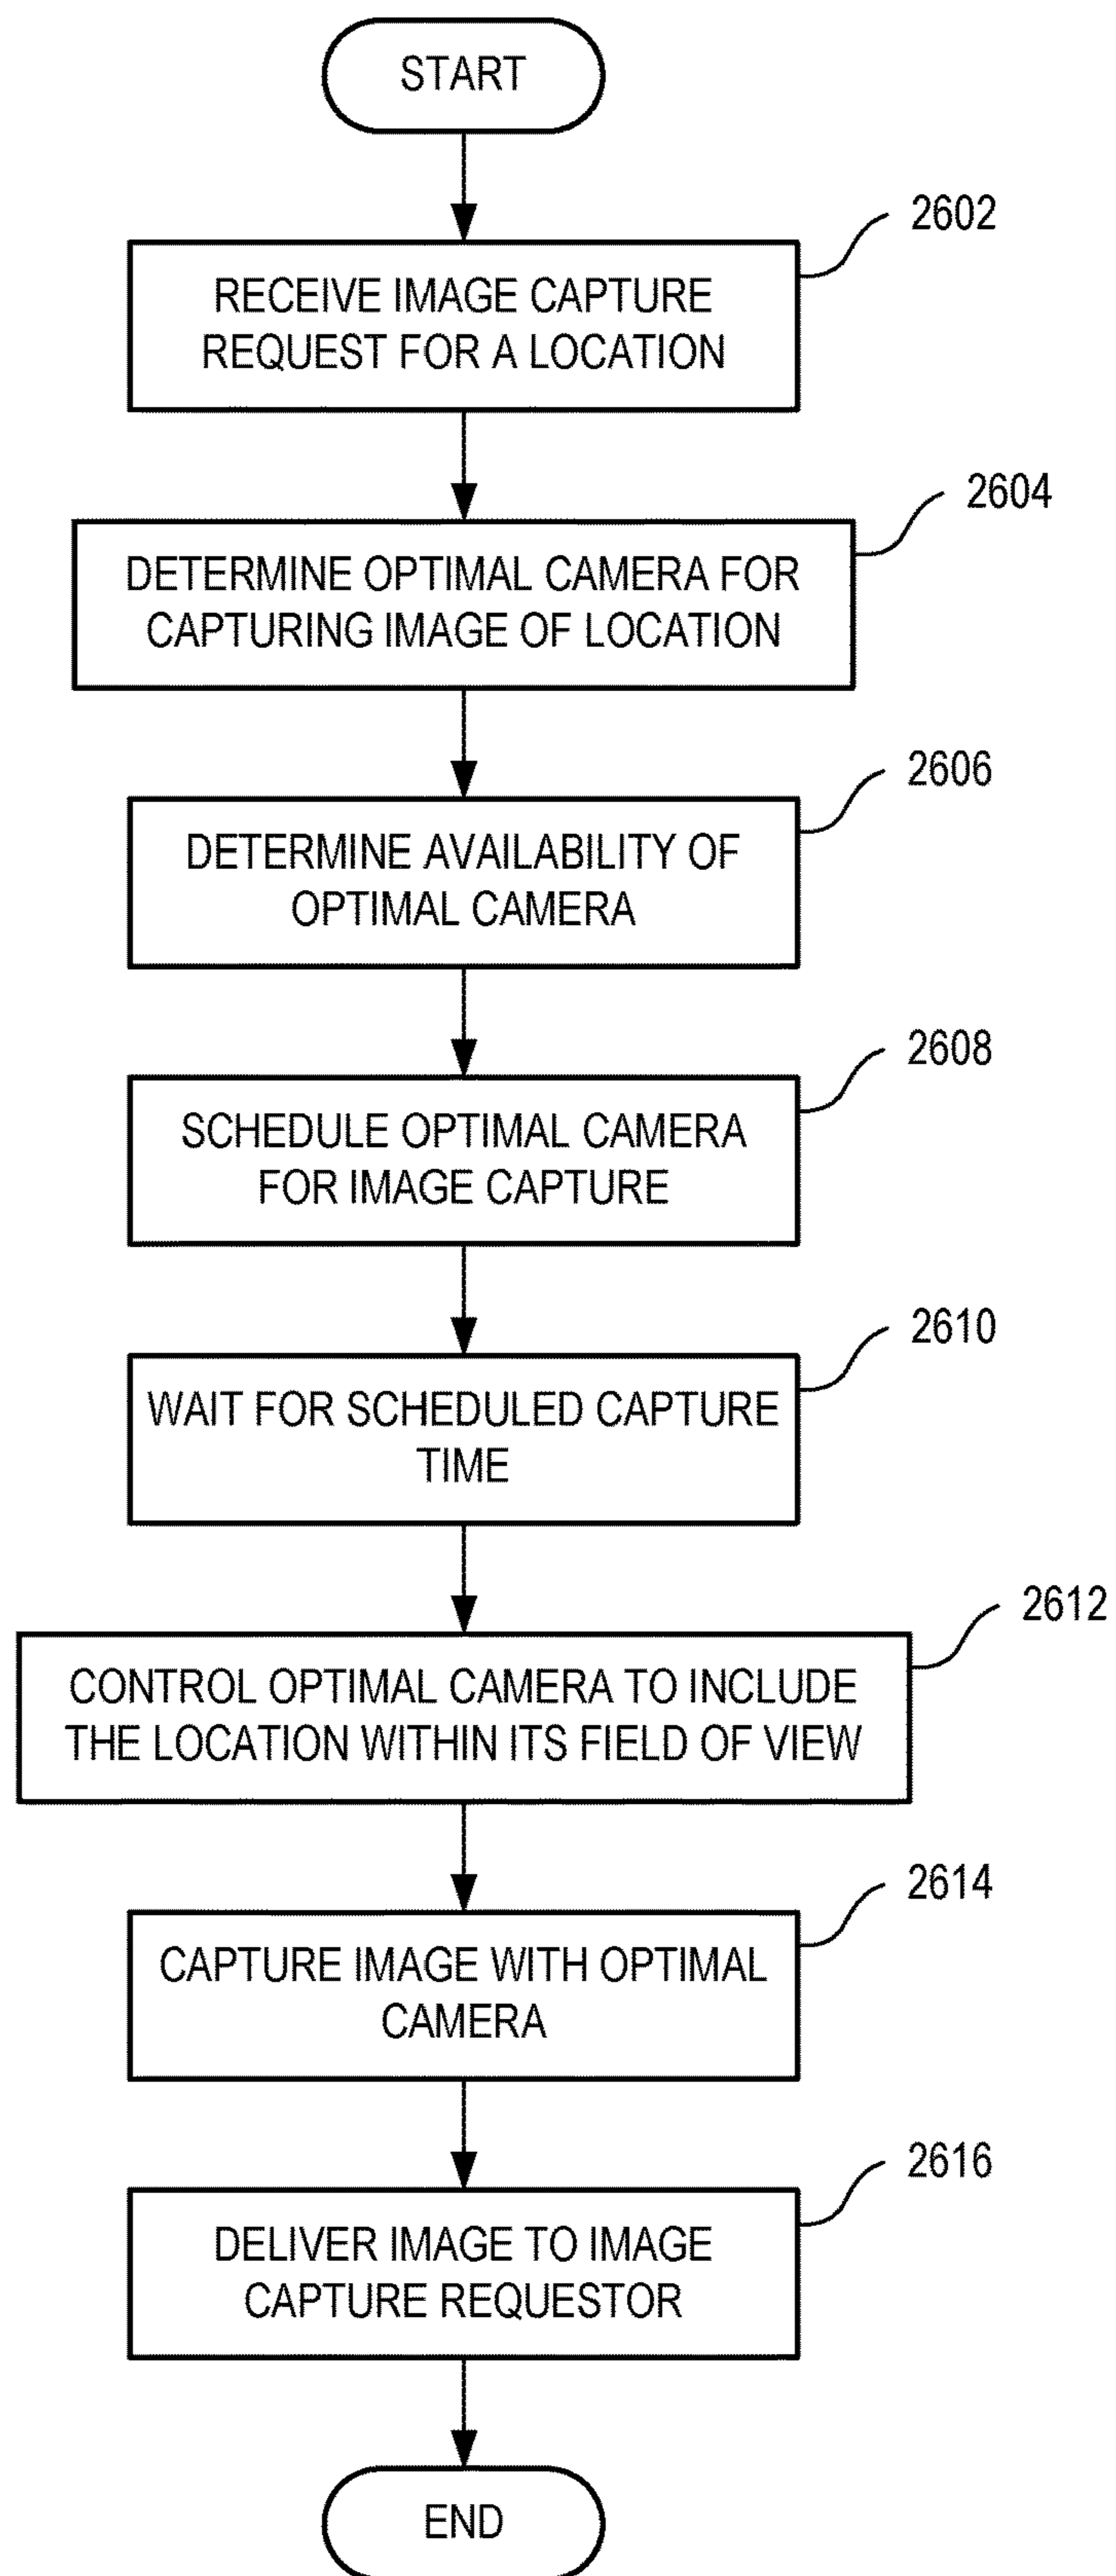 START
2602
RECEIVE IMAGE CAPTURE
REQUEST FOR A LOCATION
2604
DETERMINE OPTIMAL CAMERA FOR
CAPTURING IMAGE OF LOCATION
2606
DETERMINE AVAILABILITY OF
OPTIMAL CAMERA
2608
SCHEDULE OPTIMAL CAMERA
FOR IMAGE CAPTURE
2610
WAIT FOR SCHEDULED CAPTURE
TIME
2612
CONTROL OPTIMAL CAMERA TO INCLUDE
THE LOCATION WITHIN ITS FIELD OF VIEW
2614
CAPTURE IMAGE WITH OPTIMAL
CAMERA
2616
DELIVER IMAGE TO IMAGE
CAPTURE REQUESTOR
END